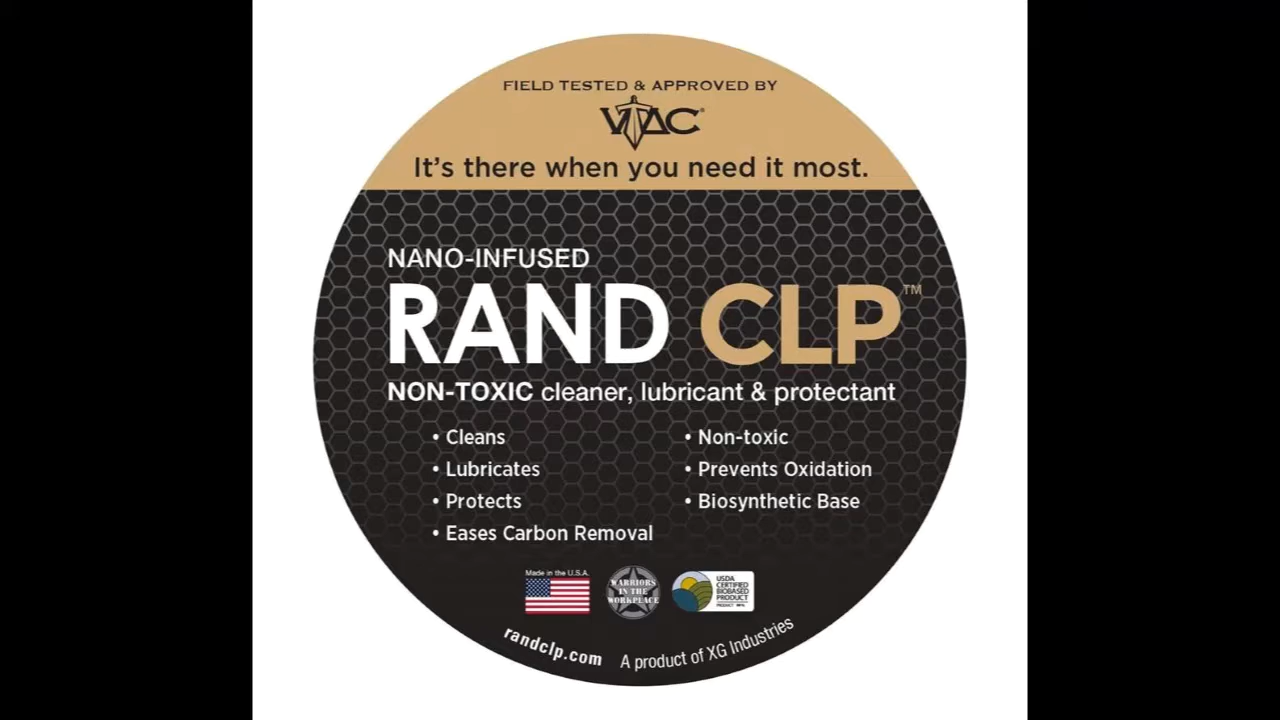 FIELD TESTED & APPROVED BY
VTAC®
It's there when you need it most.
NANO-INFUSED
RAND CLP™
NON-TOXIC cleaner, lubricant & protectant
• Cleans
• Lubricates
• Protects
• Eases Carbon Removal
• Non-toxic
• Prevents Oxidation
• Biosynthetic Base
Made in the U.S.A.
WARRIORS
IN THE
WORKPLACE
USDA
CERTIFIED
BIOBASED
PRODUCT
randclp.com
A product of XG Industries